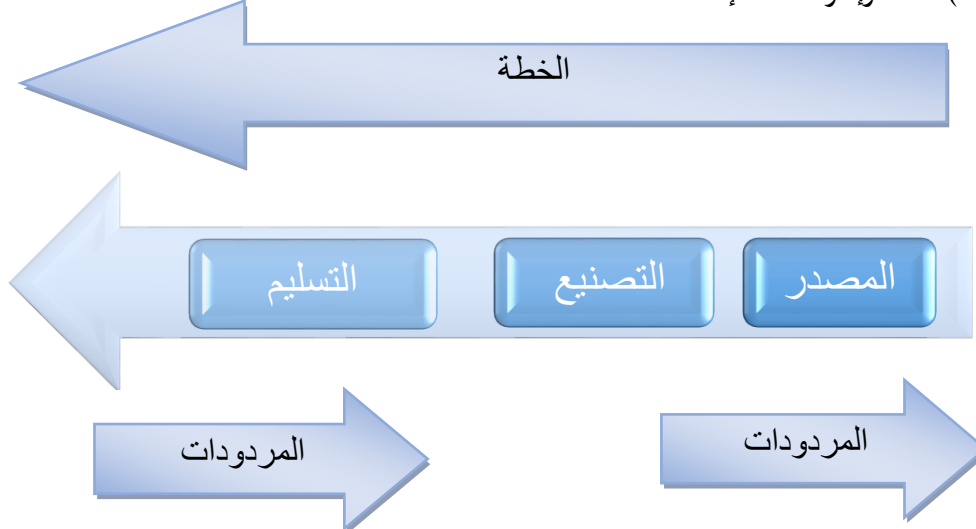 الخطة
المصدر التصنيع التسليم
المردودات المردودات